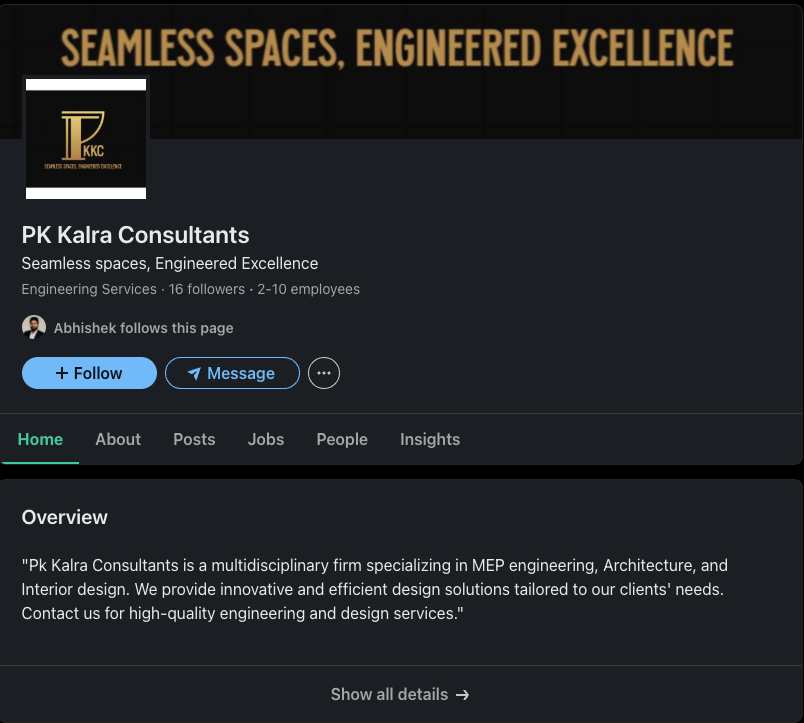 SEAMLESS SPACES, ENGINEERED EXCELLENCE
P
KKC
SEAMLESS SPACES, ENGINEERED EXCELLENCE
PK Kalra Consultants
Seamless spaces, Engineered Excellence
Engineering Services · 16 followers · 2-10 employees
Abhishek follows this page
+ Follow
Message
Home About Posts Jobs People Insights
Overview
"Pk Kalra Consultants is a multidisciplinary firm specializing in MEP engineering, Architecture, and
Interior design. We provide innovative and efficient design solutions tailored to our clients' needs.
Contact us for high-quality engineering and design services."
Show all details →